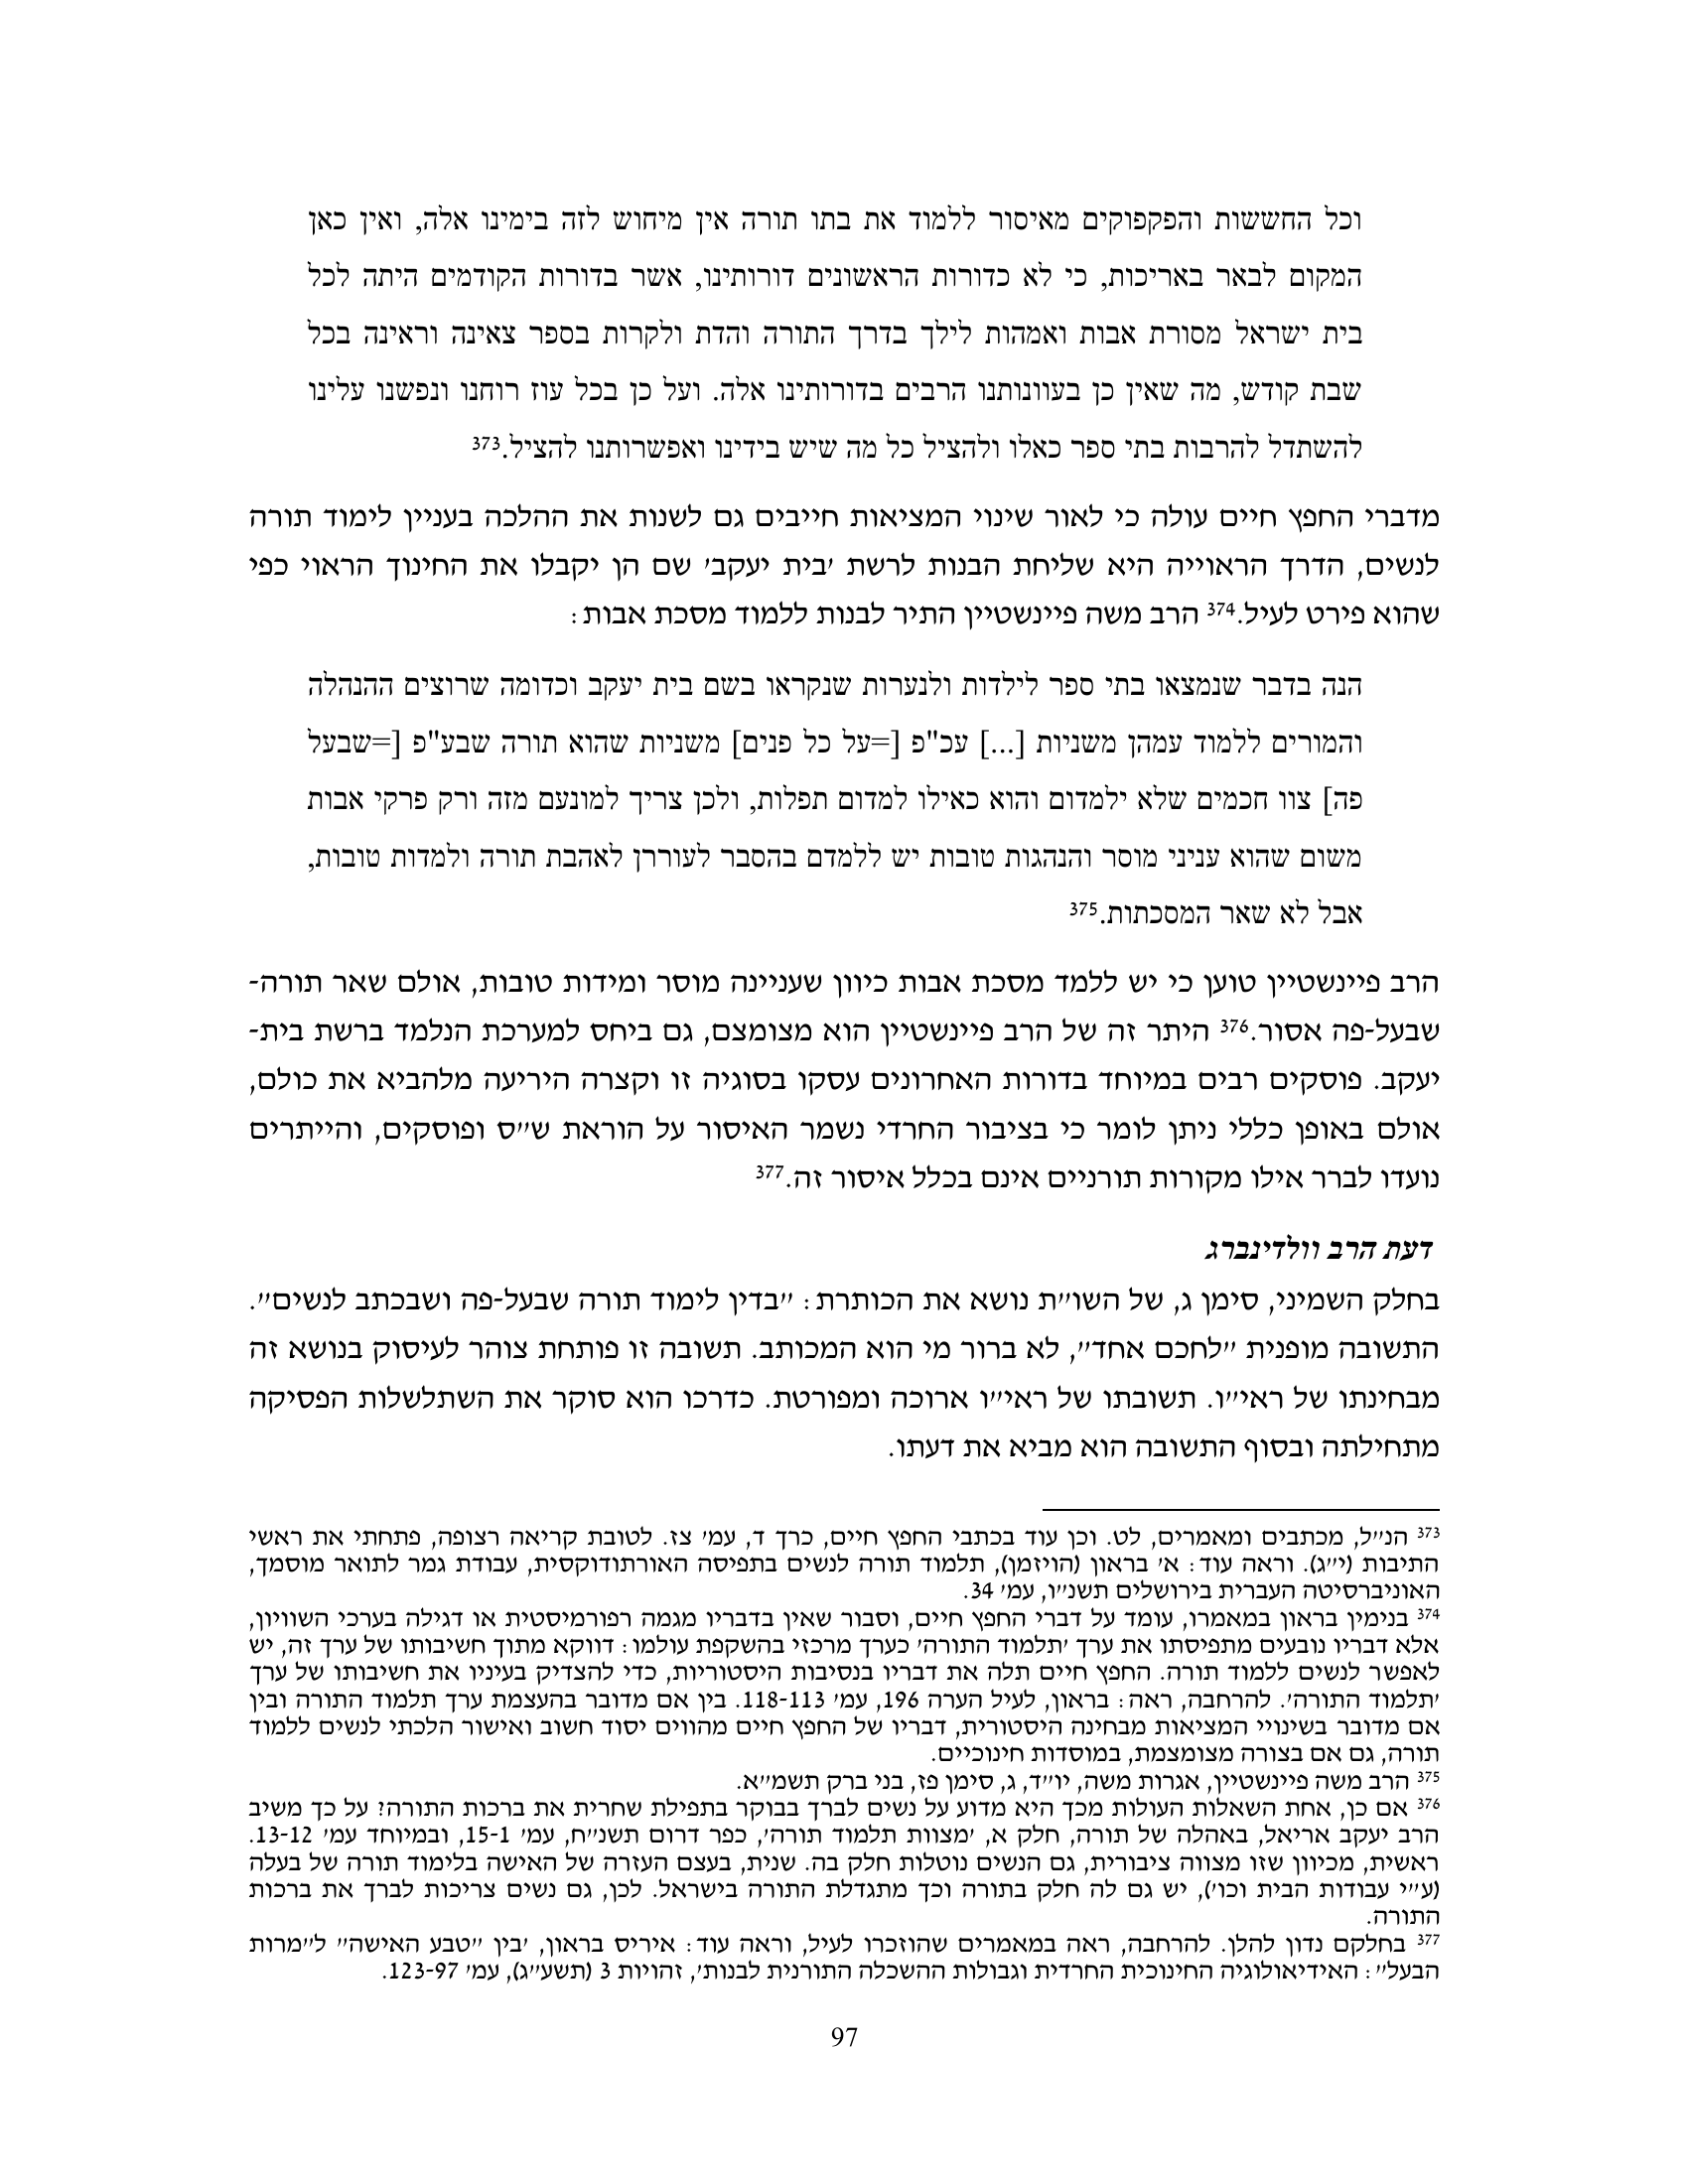 וכל החששות והפקפוקים מאיסור ללמוד את בתו תורה אין מיחוש לזה בימינו אלה, ואין כאן
המקום לבאר באריכות, כי לא כדורות הראשונים דורותינו, אשר בדורות הקודמים היתה לכל
בית ישראל מסורת אבות ואמהות לילך בדרך התורה והדת ולקרות בספר צאינה וראינה בכל
שבת קודש, מה שאין כן בעוונותנו הרבים בדורותינו אלה. ועל כן בכל עוז רוחנו ונפשנו עלינו
להשתדל להרבות בתי ספר כאלו ולהציל כל מה שיש בידינו ואפשרותנו להציל.373
מדברי החפץ חיים עולה כי לאור שינוי המציאות חייבים גם לשנות את ההלכה בעניין לימוד תורה
לנשים, הדרך הראוייה היא שליחת הבנות לרשת 'בית יעקב' שם הן יקבלו את החינוך הראוי כפי
שהוא פירט לעיל.374 הרב משה פיינשטיין התיר לבנות ללמוד מסכת אבות:
הנה בדבר שנמצאו בתי ספר לילדות ולנערות שנקראו בשם בית יעקב וכדומה שרוצים ההנהלה
והמורים ללמוד עמהן משניות [...] עכ"פ [=על כל פנים] משניות שהוא תורה שבע"פ [=שבעל
פה] צוו חכמים שלא ילמדום והוא כאילו למדום תפלות, ולכן צריך למונעם מזה ורק פרקי אבות
משום שהוא עניני מוסר והנהגות טובות יש ללמדם בהסבר לעוררן לאהבת תורה ולמדות טובות,
אבל לא שאר המסכתות.375
הרב פיינשטיין טוען כי יש ללמד מסכת אבות כיוון שעניינה מוסר ומידות טובות, אולם שאר תורה-
שבעל-פה אסור.376 היתר זה של הרב פיינשטיין הוא מצומצם, גם ביחס למערכת הנלמד ברשת בית-
יעקב. פוסקים רבים במיוחד בדורות האחרונים עסקו בסוגיה זו וקצרה היריעה מלהביא את כולם,
אולם באופן כללי ניתן לומר כי בציבור החרדי נשמר האיסור על הוראת ש"ס ופוסקים, והייתרים
נועדו לברר אילו מקורות תורניים אינם בכלל איסור זה.377
דעת הרב וולדינברג
בחלק השמיני, סימן ג, של השו"ת נושא את הכותרת: "בדין לימוד תורה שבעל-פה ושבכתב לנשים".
התשובה מופנית "לחכם אחד", לא ברור מי הוא המכותב. תשובה זו פותחת צוהר לעיסוק בנושא זה
מבחינתו של ראי"ו. תשובתו של ראי"ו ארוכה ומפורטת. כדרכו הוא סוקר את השתלשלות הפסיקה
מתחילתה ובסוף התשובה הוא מביא את דעתו.
373 הנ"ל, מכתבים ומאמרים, לט. וכן עוד בכתבי החפץ חיים, כרך ד, עמ' צז. לטובת קריאה רצופה, פתחתי את ראשי
התיבות (י"ג). וראה עוד: א' בראון (הויזמן), תלמוד תורה לנשים בתפיסה האורתודוקסית, עבודת גמר לתואר מוסמך,
האוניברסיטה העברית בירושלים תשנ"ו, עמ' 34.
374 בנימין בראון במאמרו, עומד על דברי החפץ חיים, וסבור שאין בדבריו מגמה רפורמיסטית או דגילה בערכי השוויון,
אלא דבריו נובעים מתפיסתו את ערך 'תלמוד התורה' כערך מרכזי בהשקפת עולמו: דווקא מתוך חשיבותו של ערך זה, יש
לאפשר לנשים ללמוד תורה. החפץ חיים תלה את דבריו בנסיבות היסטוריות, כדי להצדיק בעיניו את חשיבותו של ערך
'תלמוד התורה'. להרחבה, ראה: בראון, לעיל הערה 196, עמ' 118-113. בין אם מדובר בהעצמת ערך תלמוד התורה ובין
אם מדובר בשינויי המציאות מבחינה היסטורית, דבריו של החפץ חיים מהווים יסוד חשוב ואישור הלכתי לנשים ללמוד
תורה, גם אם בצורה מצומצמת, במוסדות חינוכיים.
375 הרב משה פיינשטיין, אגרות משה, יו"ד, ג, סימן פז, בני ברק תשמ"א.
376 אם כן, אחת השאלות העולות מכך היא מדוע על נשים לברך בבוקר בתפילת שחרית את ברכות התורה? על כך משיב
הרב יעקב אריאל, באהלה של תורה, חלק א, 'מצוות תלמוד תורה', כפר דרום תשנ"ח, עמ' 15-1, ובמיוחד עמ' 13-12.
ראשית, מכיוון שזו מצווה ציבורית, גם הנשים נוטלות חלק בה. שנית, בעצם העזרה של האישה בלימוד תורה של בעלה
(ע"י עבודות הבית וכו'), יש גם לה חלק בתורה וכך מתגדלת התורה בישראל. לכן, גם נשים צריכות לברך את ברכות
התורה.
377 בחלקם נדון להלן. להרחבה, ראה במאמרים שהוזכרו לעיל, וראה עוד: איריס בראון, 'בין "טבע האישה" ל"מרות
הבעל": האידיאולוגיה החינוכית החרדית וגבולות ההשכלה התורנית לבנות', זהויות 3 (תשע"ג), עמ' 123-97.
97